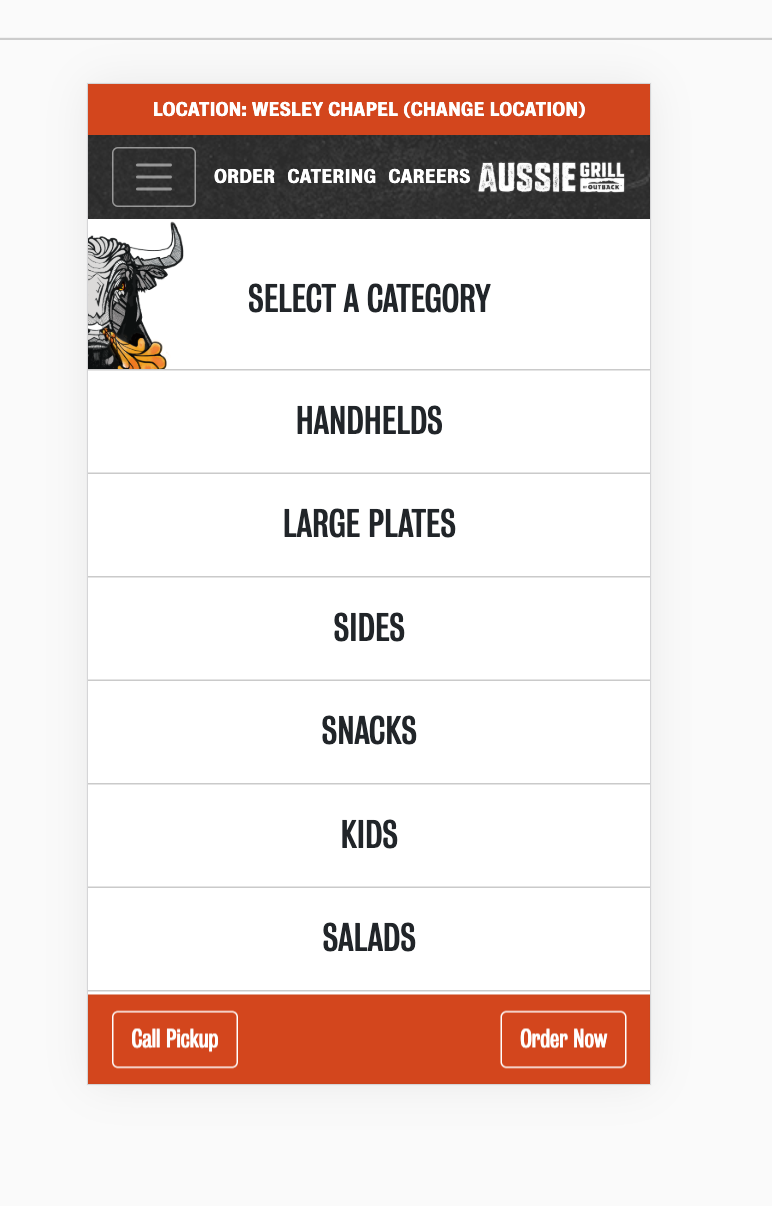 LOCATION: WESLEY CHAPEL (CHANGE LOCATION)
ORDER CATERING CAREERS AUSSIE GRILL BY OUTBACK
SELECT A CATEGORY
HANDHELDS
LARGE PLATES
SIDES
SNACKS
KIDS
SALADS
Call Pickup Order Now